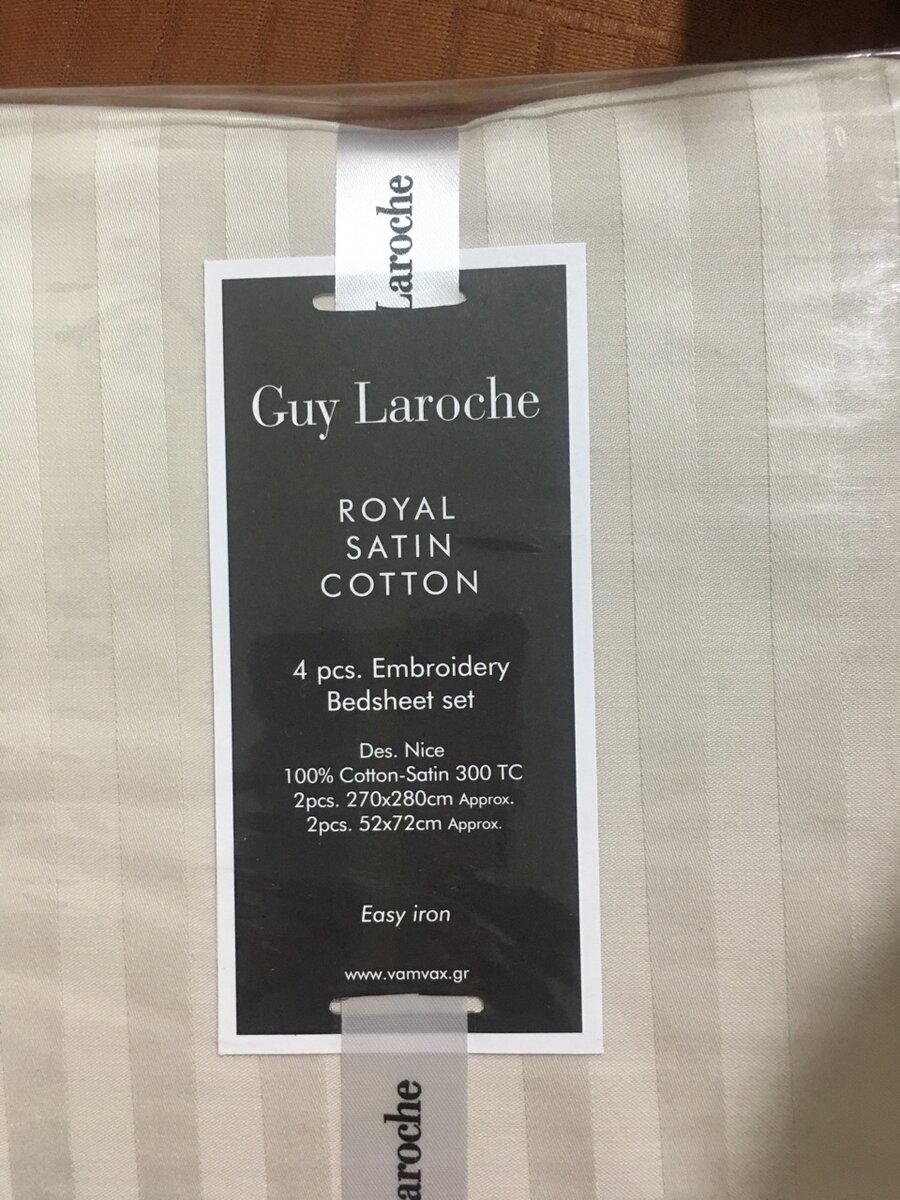 Laroche
Guy Laroche
ROYAL
SATIN
COTTON
4 pcs. Embroidery
Bedsheet set
Des. Nice
100% Cotton-Satin 300 TC
2pcs. 270x280cm Approx.
2pcs. 52x72cm Approx.
Easy iron
www.vamvax.gr
aroche